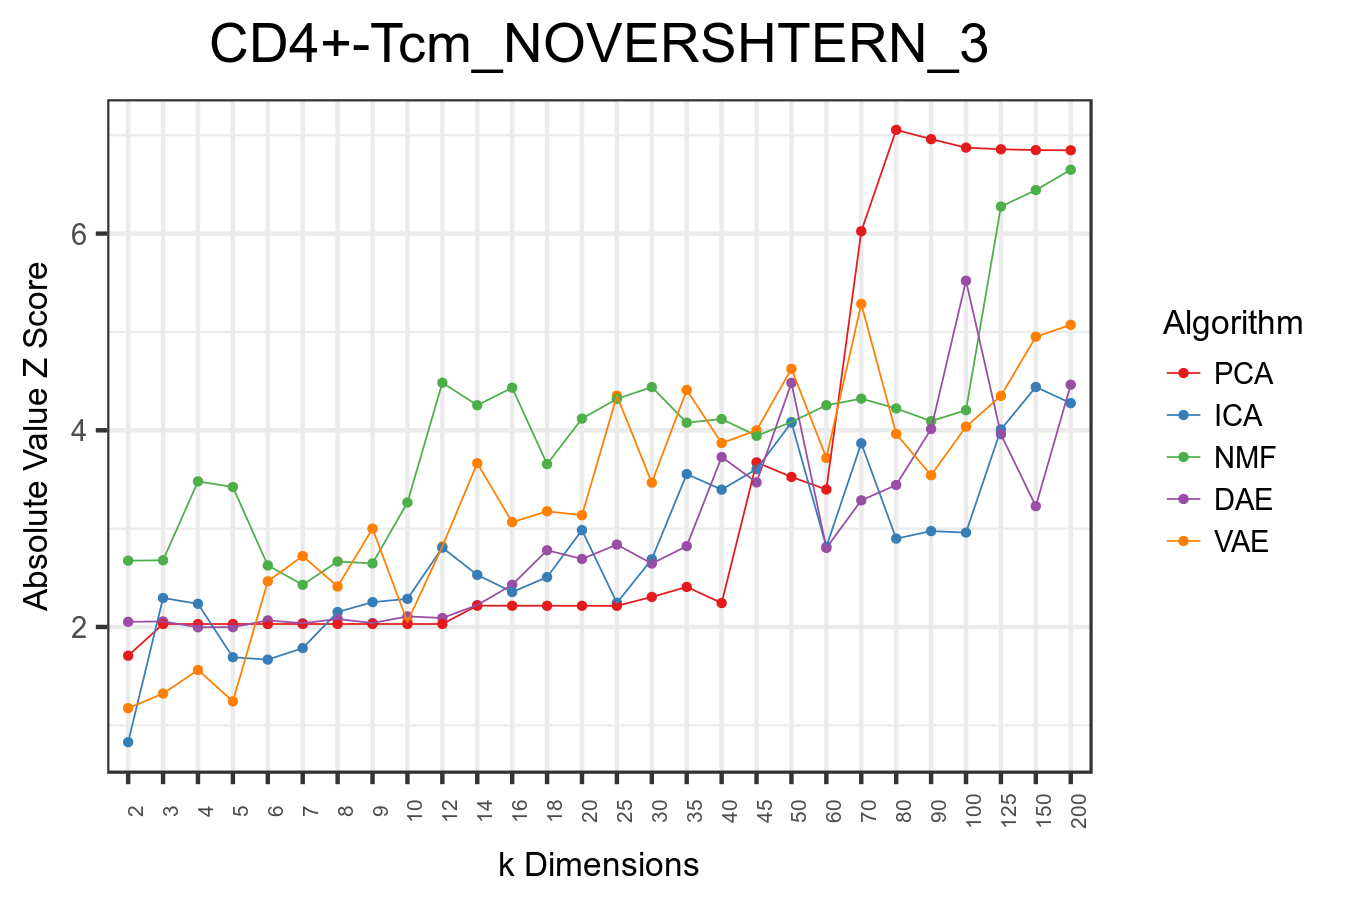 CD4+-Tcm_NOVERSHTERN_3
Absolute Value Z Score
6
4
2
2 3 4 5 6 7 8 9 10 12 14 16 18 20 25 30 35 40 45 50 60 70 80 90 100 125 150 200
k Dimensions
Algorithm
PCA
ICA
NMF
DAE
VAE